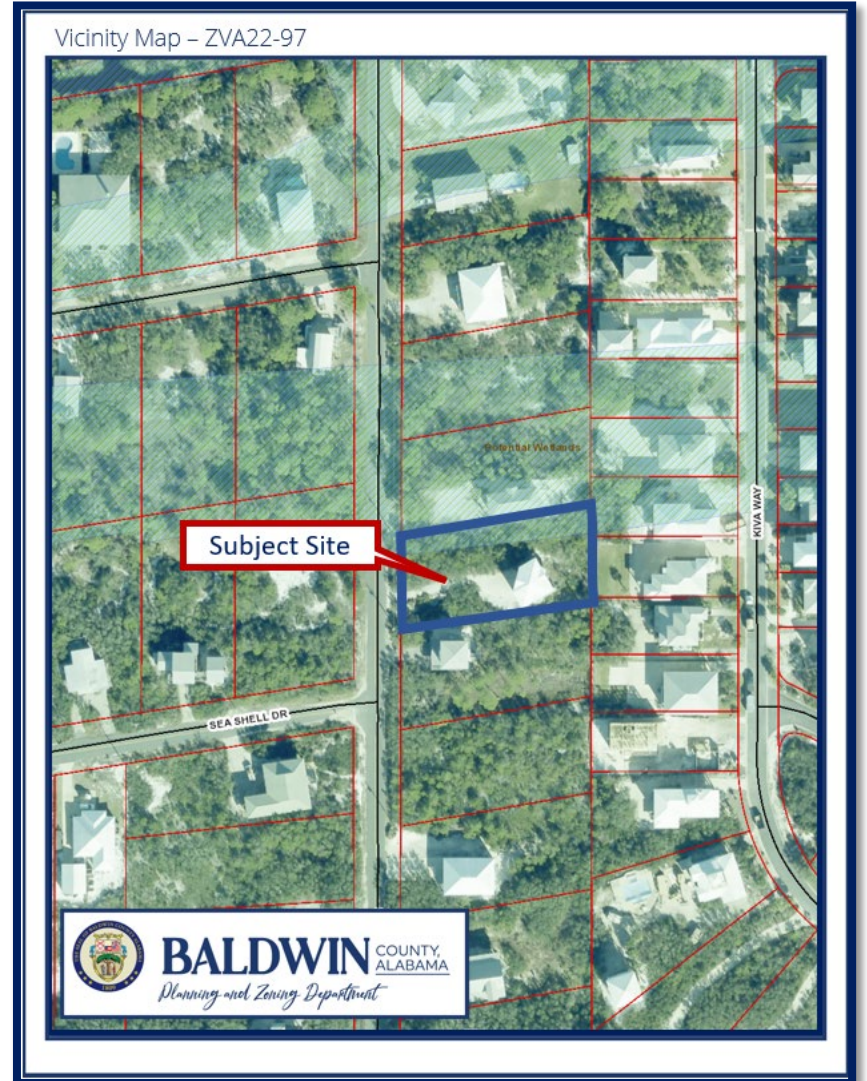 Vicinity Map – ZVA22-97
Potential Wetlands
KIVA WAY
Subject Site
SEA SHELL DR
BALDWIN COUNTY, ALABAMA
Planning and Zoning Department